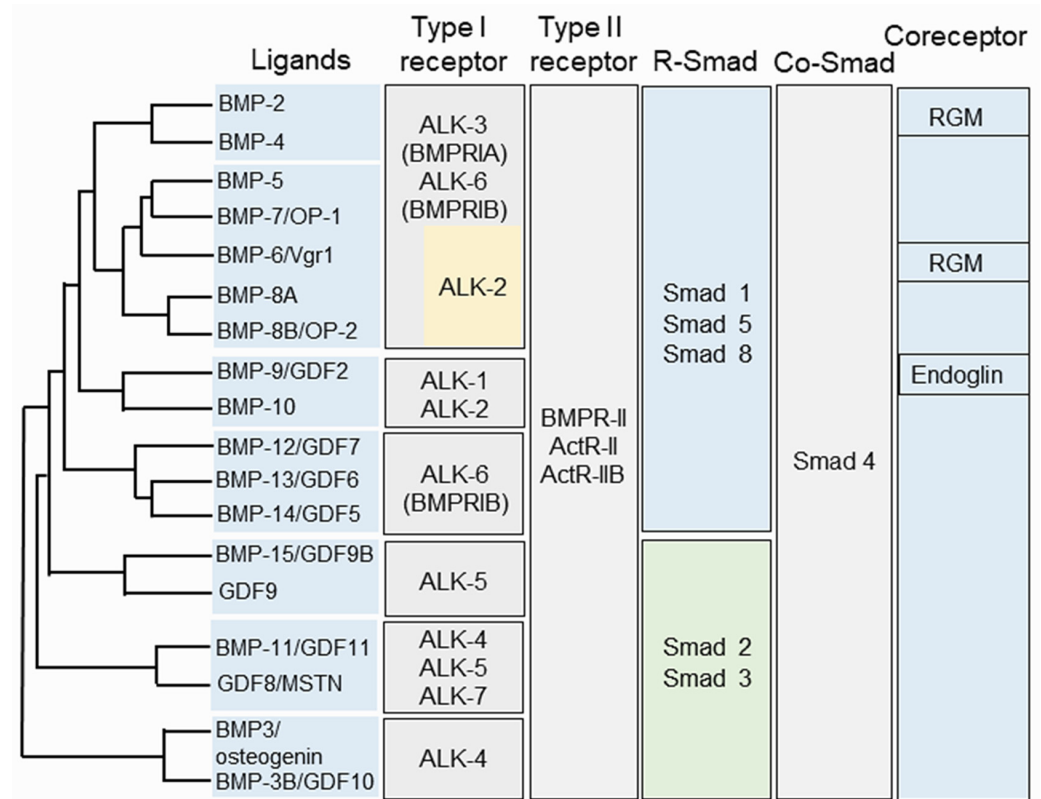 Ligands
Type I
receptor
Type II
receptor
R-Smad
Co-Smad
Coreceptor
BMP-2
BMP-4
BMP-5
BMP-7/OP-1
BMP-6/Vgr1
BMP-8A
BMP-8B/OP-2
BMP-9/GDF2
BMP-10
BMP-12/GDF7
BMP-13/GDF6
BMP-14/GDF5
BMP-15/GDF9B
GDF9
BMP-11/GDF11
GDF8/MSTN
BMP3/
osteogenin
BMP-3B/GDF10
ALK-3
(BMPRIA)
ALK-6
(BMPRIB)
ALK-2
ALK-1
ALK-2
ALK-6
(BMPRIB)
ALK-5
ALK-4
ALK-5
ALK-7
ALK-4
BMPR-II
ActR-II
ActR-IIB
Smad 1
Smad 5
Smad 8
Smad 2
Smad 3
Smad 4
RGM
RGM
Endoglin